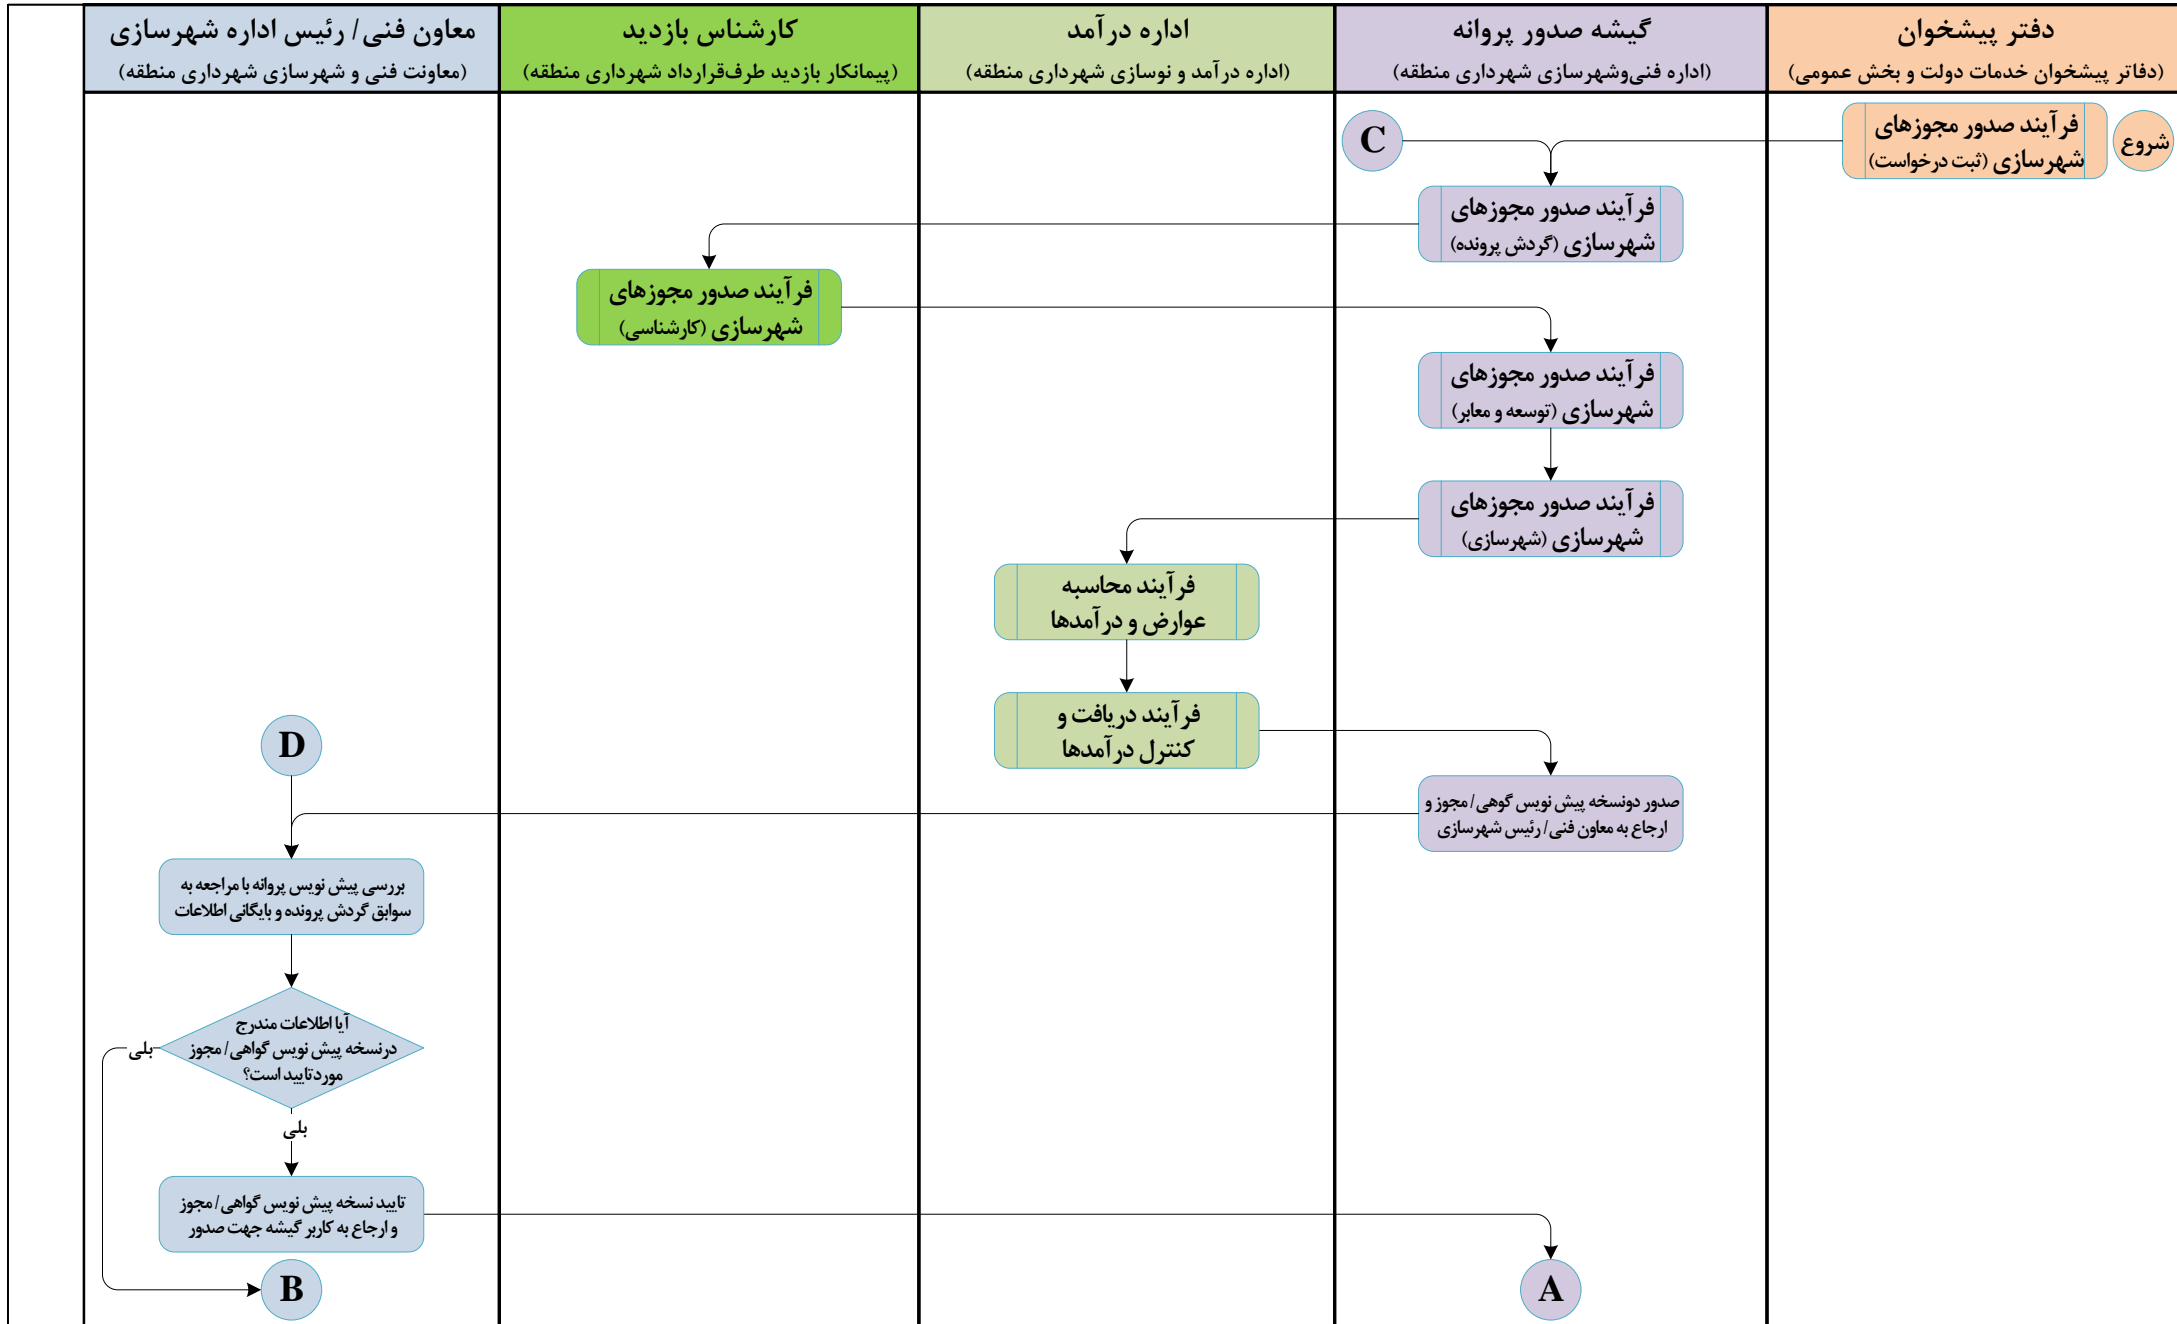 دفتر پیشخوان
(دفاتر پیشخوان خدمات دولت و بخش عمومی)
گیشه صدور پروانه
(اداره فنی‌وشهرسازی شهرداری منطقه)
اداره درآمد
(اداره درآمد و نوسازی شهرداری منطقه)
کارشناس بازدید
(پیمانکار بازدید طرف‌قرارداد شهرداری منطقه)
معاون فنی/ رئیس اداره شهرسازی
(معاونت فنی و شهرسازی شهرداری منطقه)
شروع
فرآیند صدور مجوزهای
شهرسازی (ثبت درخواست)
C
فرآیند صدور مجوزهای
شهرسازی (گردش پرونده)
فرآیند صدور مجوزهای
شهرسازی (کارشناسی)
فرآیند صدور مجوزهای
شهرسازی (توسعه و معابر)
فرآیند صدور مجوزهای
شهرسازی (شهرسازی)
فرآیند محاسبه
عوارض و درآمدها
فرآیند دریافت و
کنترل درآمدها
صدور دونسخه پیش نویس گوهی/ مجوز و
ارجاع به معاون فنی/ رئیس شهرسازی
D
بررسی پیش نویس پروانه با مراجعه به
سوابق گردش پرونده و بایگانی اطلاعات
آیا اطلاعات مندرج
درنسخه پیش نویس گواهی/ مجوز
موردتایید است؟
بلی
بلی
تایید نسخه پیش نویس گواهی/ مجوز
و ارجاع به کاربر گیشه جهت صدور
A
B